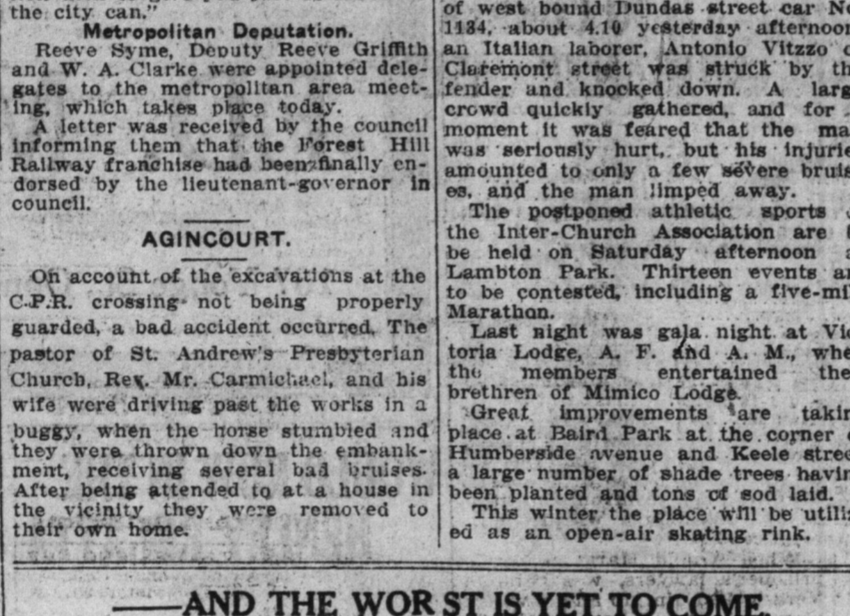 the city can."
Metropolitan Deputation.
Reeve Syme, Deputy Reeve Griffith
and W. A. Clarke were appointed dele-
gates to the metropolitan area meet-
ing, which takes place today.
A letter was received by the council
informing them that the Forest Hill
Railway franchise had been finally en-
dorsed by the lieutenant-governor in
council.
AGINCOURT.
On account of the excavations at the
C.P.R. crossing not being properly
guarded, a bad accident occurred. The
pastor of St. Andrew's Presbyterian
Church, Rev. Mr. Carmichael, and his
wife were driving past the works in a
buggy, when the horse stumbled and
they were thrown down the embank-
ment, receiving several bad bruises.
After being attended to at a house in
the vicinity they were removed to
their own home.
of west bound Dundas street car
1134, about 4.10 yesterday afternoon
an Italian laborer, Antonio Vitzzo
Claremont street was struck by th
fender and knocked down. A larg
crowd quickly gathered, and for
moment it was feared that the ma
was seriously hurt, but his injurie
amounted to only a few severe bruis
es, and the man limped away.
The postponed athletic sports
the Inter-Church Association are
be held on Saturday afternoon
Lambton Park. Thirteen events ar
to be contested, including a five-mil
Marathon.
Last night was gala night at Vic
toria Lodge, A. F. and A. M., whe
the members entertained the
brethren of Mimico Lodge.
Great improvements are takin
place at Baird Park at the corner
Humberside avenue and Keele stree
a large number of shade trees havin
been planted and tons of sod laid.
This winter the place will be utiliz
ed as an open-air skating rink.
—AND THE WORST IS YET TO COME